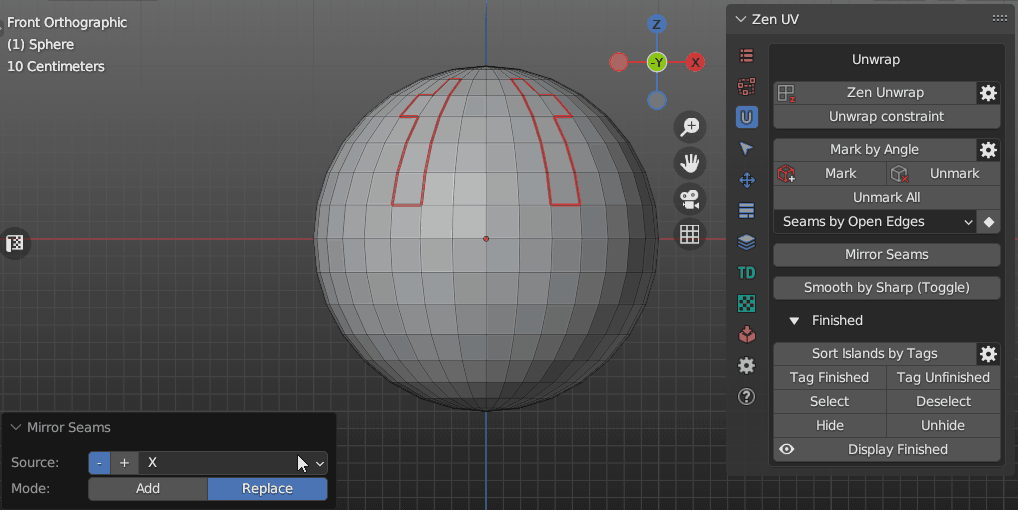 Front Orthographic
(1) Sphere
10 Centimeters
Z
-Y
X
Zen UV
Unwrap
Zen Unwrap
Unwrap constraint
Mark by Angle
Mark
Unmark
Unmark All
Seams by Open Edges
Mirror Seams
TD
Smooth by Sharp (Toggle)
Finished
Sort Islands by Tags
Tag Finished
Tag Unfinished
Select
Deselect
Hide
Unhide
Display Finished
Mirror Seams
Source:
- + X
Mode:
Add
Replace